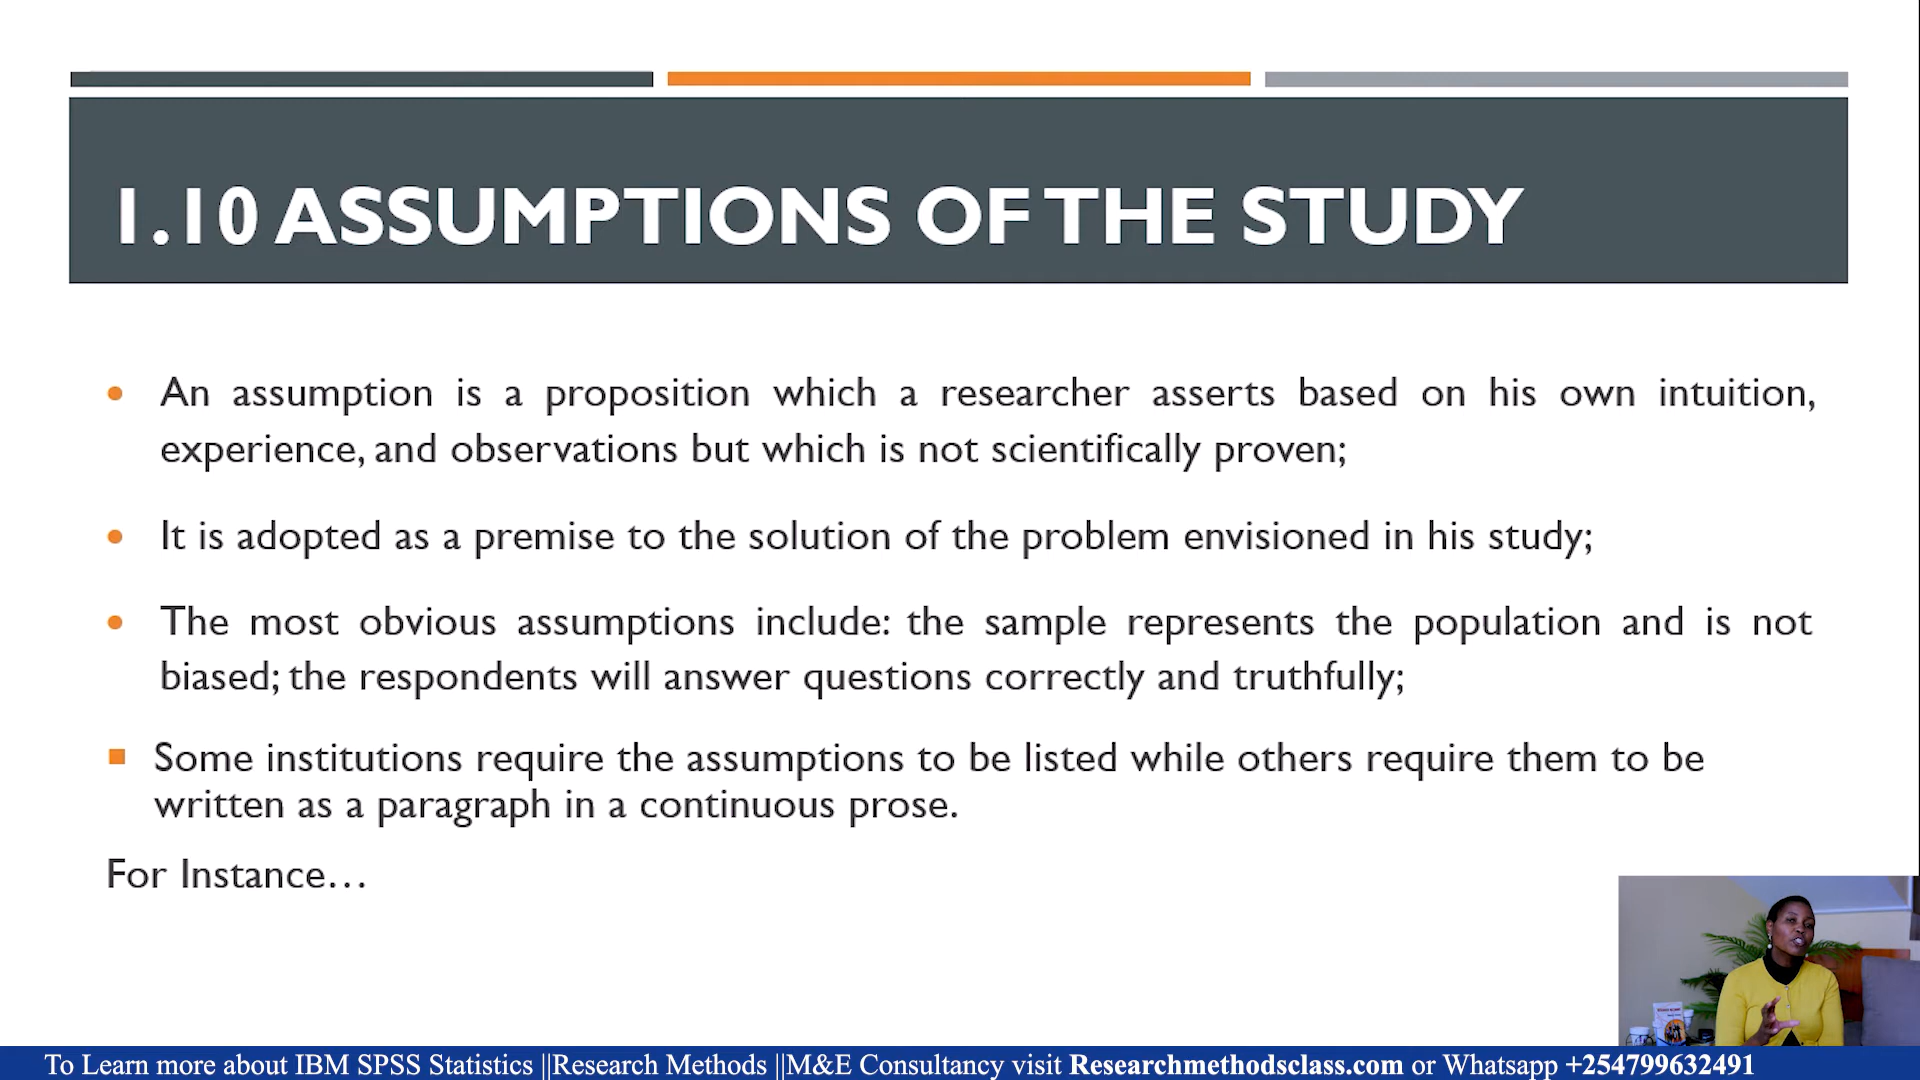 1.10 ASSUMPTIONS OF THE STUDY
An assumption is a proposition which a researcher asserts based on his own intuition,
experience, and observations but which is not scientifically proven;
It is adopted as a premise to the solution of the problem envisioned in his study;
The most obvious assumptions include: the sample represents the population and is not
biased; the respondents will answer questions correctly and truthfully;
Some institutions require the assumptions to be listed while others require them to be
written as a paragraph in a continuous prose.
For Instance…
To Learn more about IBM SPSS Statistics ||Research Methods ||M&E Consultancy visit Researchmethodsclass.com or Whatsapp +254799632491